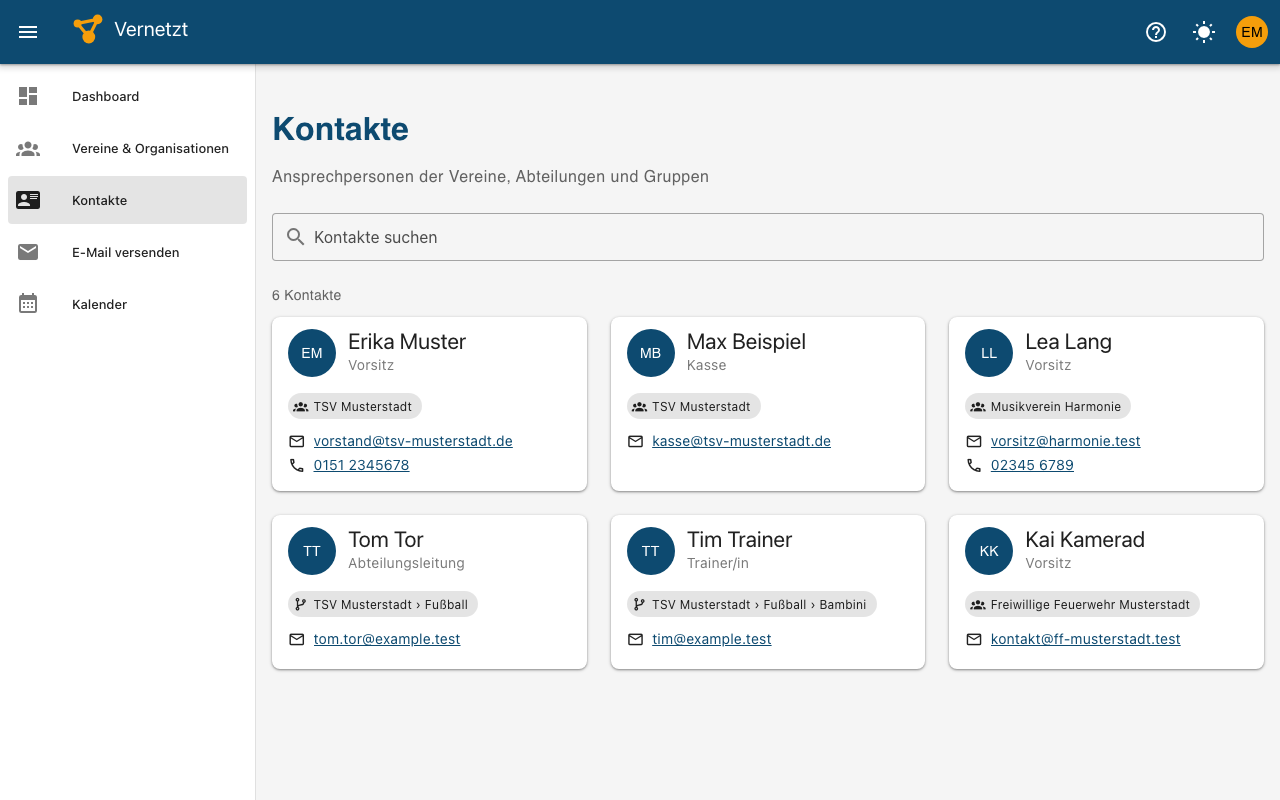 Vernetzt
EM
Dashboard
Vereine & Organisationen
Kontakte
E-Mail versenden
Kalender
Kontakte
Ansprechpersonen der Vereine, Abteilungen und Gruppen
Kontakte suchen
6 Kontakte
EM
Erika Muster
Vorsitz
TSV Musterstadt
vorstand@tsv-musterstadt.de
0151 2345678
MB
Max Beispiel
Kasse
TSV Musterstadt
kasse@tsv-musterstadt.de
LL
Lea Lang
Vorsitz
Musikverein Harmonie
vorsitz@harmonie.test
02345 6789
TT
Tom Tor
Abteilungsleitung
TSV Musterstadt › Fußball
tom.tor@example.test
TT
Tim Trainer
Trainer/in
TSV Musterstadt › Fußball › Bambini
tim@example.test
KK
Kai Kamerad
Vorsitz
Freiwillige Feuerwehr Musterstadt
kontakt@ff-musterstadt.test